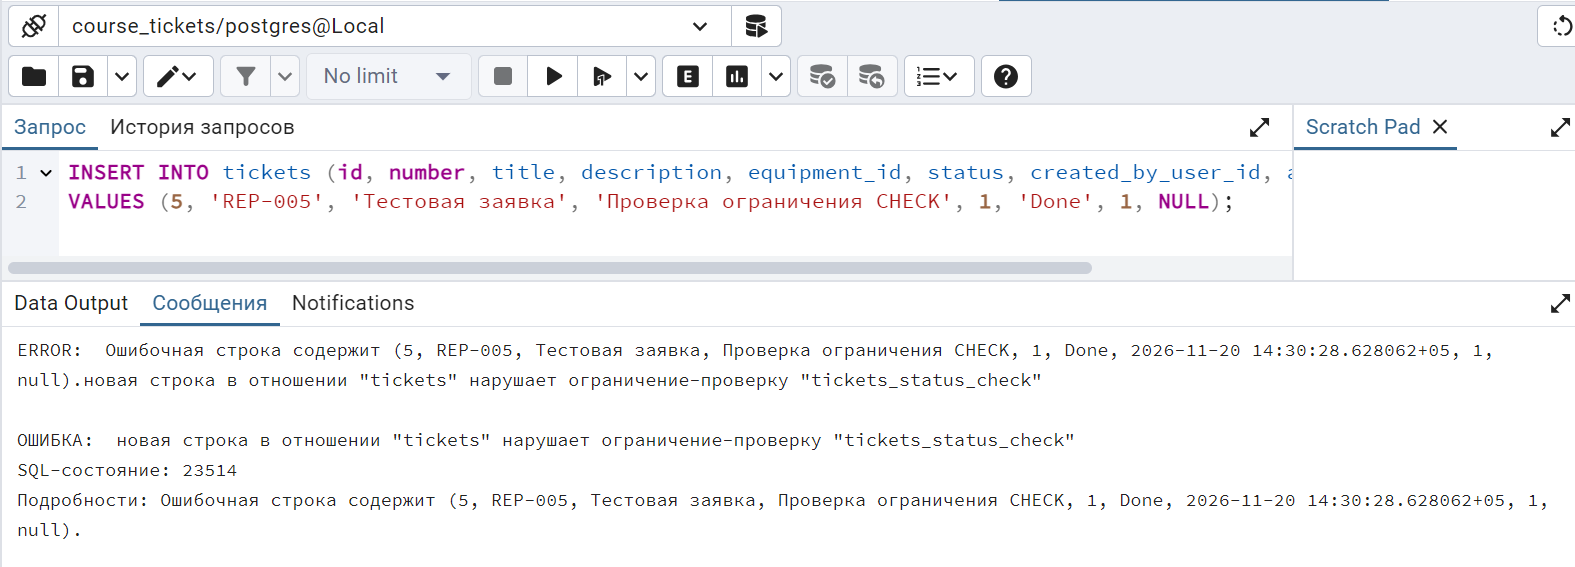 course_tickets/postgres@Local
No limit
E
Запрос История запросов Scratch Pad
1 INSERT INTO tickets (id, number, title, description, equipment_id, status, created_by_user_id, a
2 VALUES (5, 'REP-005', 'Тестовая заявка', 'Проверка ограничения CHECK', 1, 'Done', 1, NULL);
Data Output Сообщения Notifications
ERROR: Ошибочная строка содержит (5, REP-005, Тестовая заявка, Проверка ограничения CHECK, 1, Done, 2026-11-20 14:30:28.628062+05, 1,
null).новая строка в отношении "tickets" нарушает ограничение-проверку "tickets_status_check"
ОШИБКА: новая строка в отношении "tickets" нарушает ограничение-проверку "tickets_status_check"
SQL-состояние: 23514
Подробности: Ошибочная строка содержит (5, REP-005, Тестовая заявка, Проверка ограничения CHECK, 1, Done, 2026-11-20 14:30:28.628062+05, 1,
null).